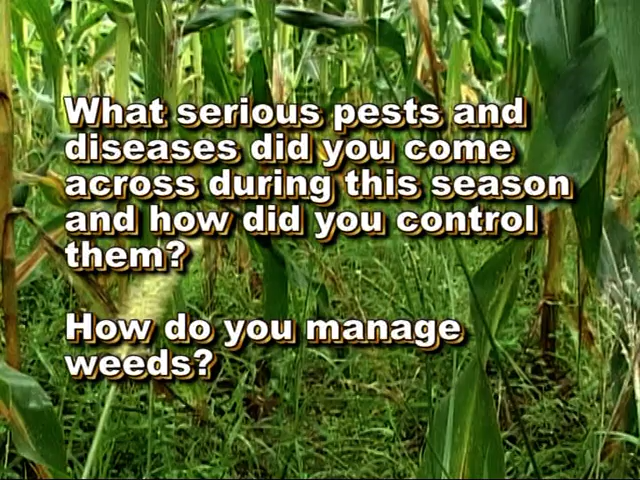 What serious pests and
diseases did you come
across during this season
and how did you control
them?
How do you manage
weeds?